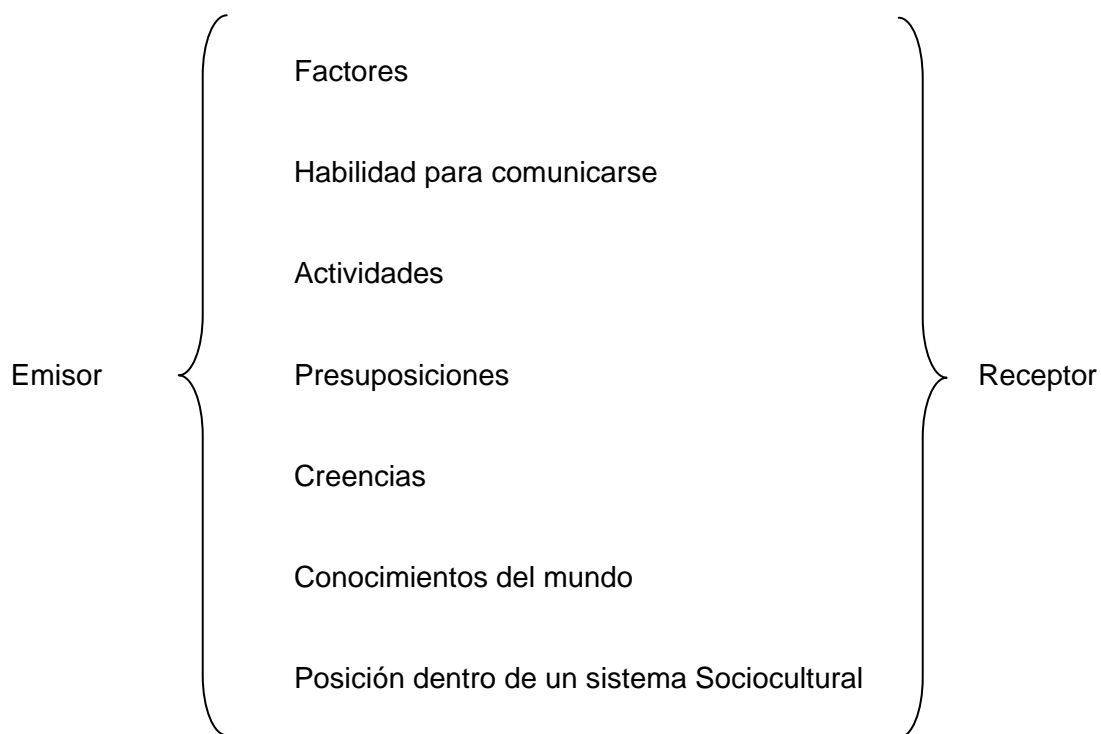 Factores
Habilidad para comunicarse
Actividades
Emisor Presuposiciones Receptor
Creencias
Conocimientos del mundo
Posición dentro de un sistema Sociocultural